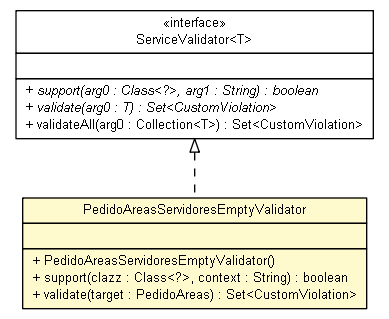 «interface»
ServiceValidator<T>
+ support(arg0 : Class<?>, arg1 : String) : boolean
+ validate(arg0 : T) : Set<CustomViolation>
+ validateAll(arg0 : Collection<T>) : Set<CustomViolation>
PedidoAreasServidoresEmptyValidator
+ PedidoAreasServidoresEmptyValidator()
+ support(clazz : Class<?>, context : String) : boolean
+ validate(target : PedidoAreas) : Set<CustomViolation>